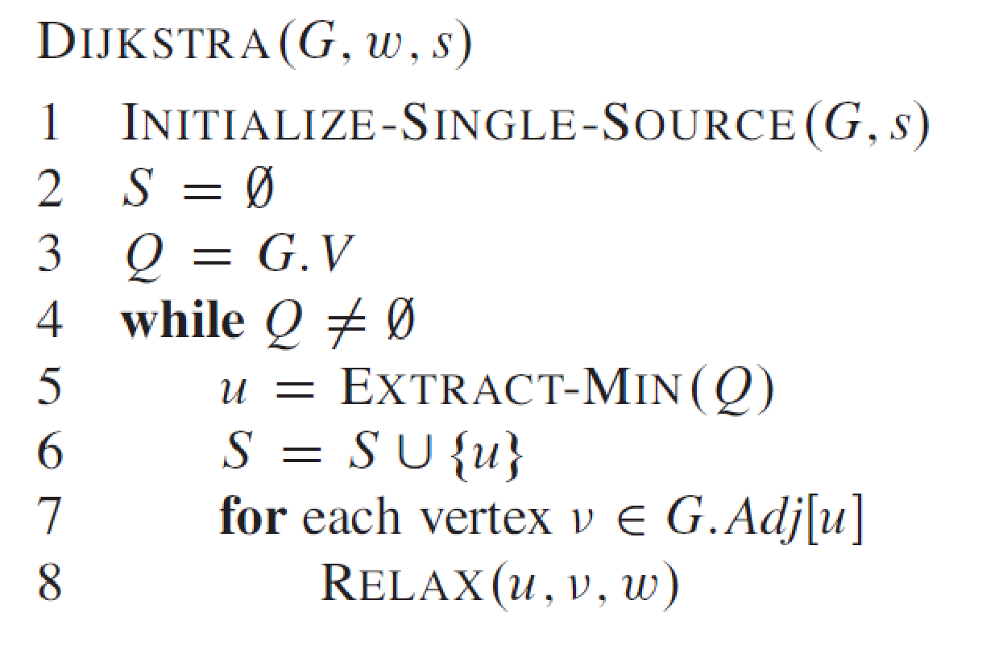 DIJKSTRA(G, w, s)
1 INITIALIZE-SINGLE-SOURCE(G, s)
2 S = ∅
3 Q = G.V
4 while Q ≠ ∅
5 u = EXTRACT-MIN(Q)
6 S = S ∪ {u}
7 for each vertex v ∈ G.Adj[u]
8 RELAX(u, v, w)